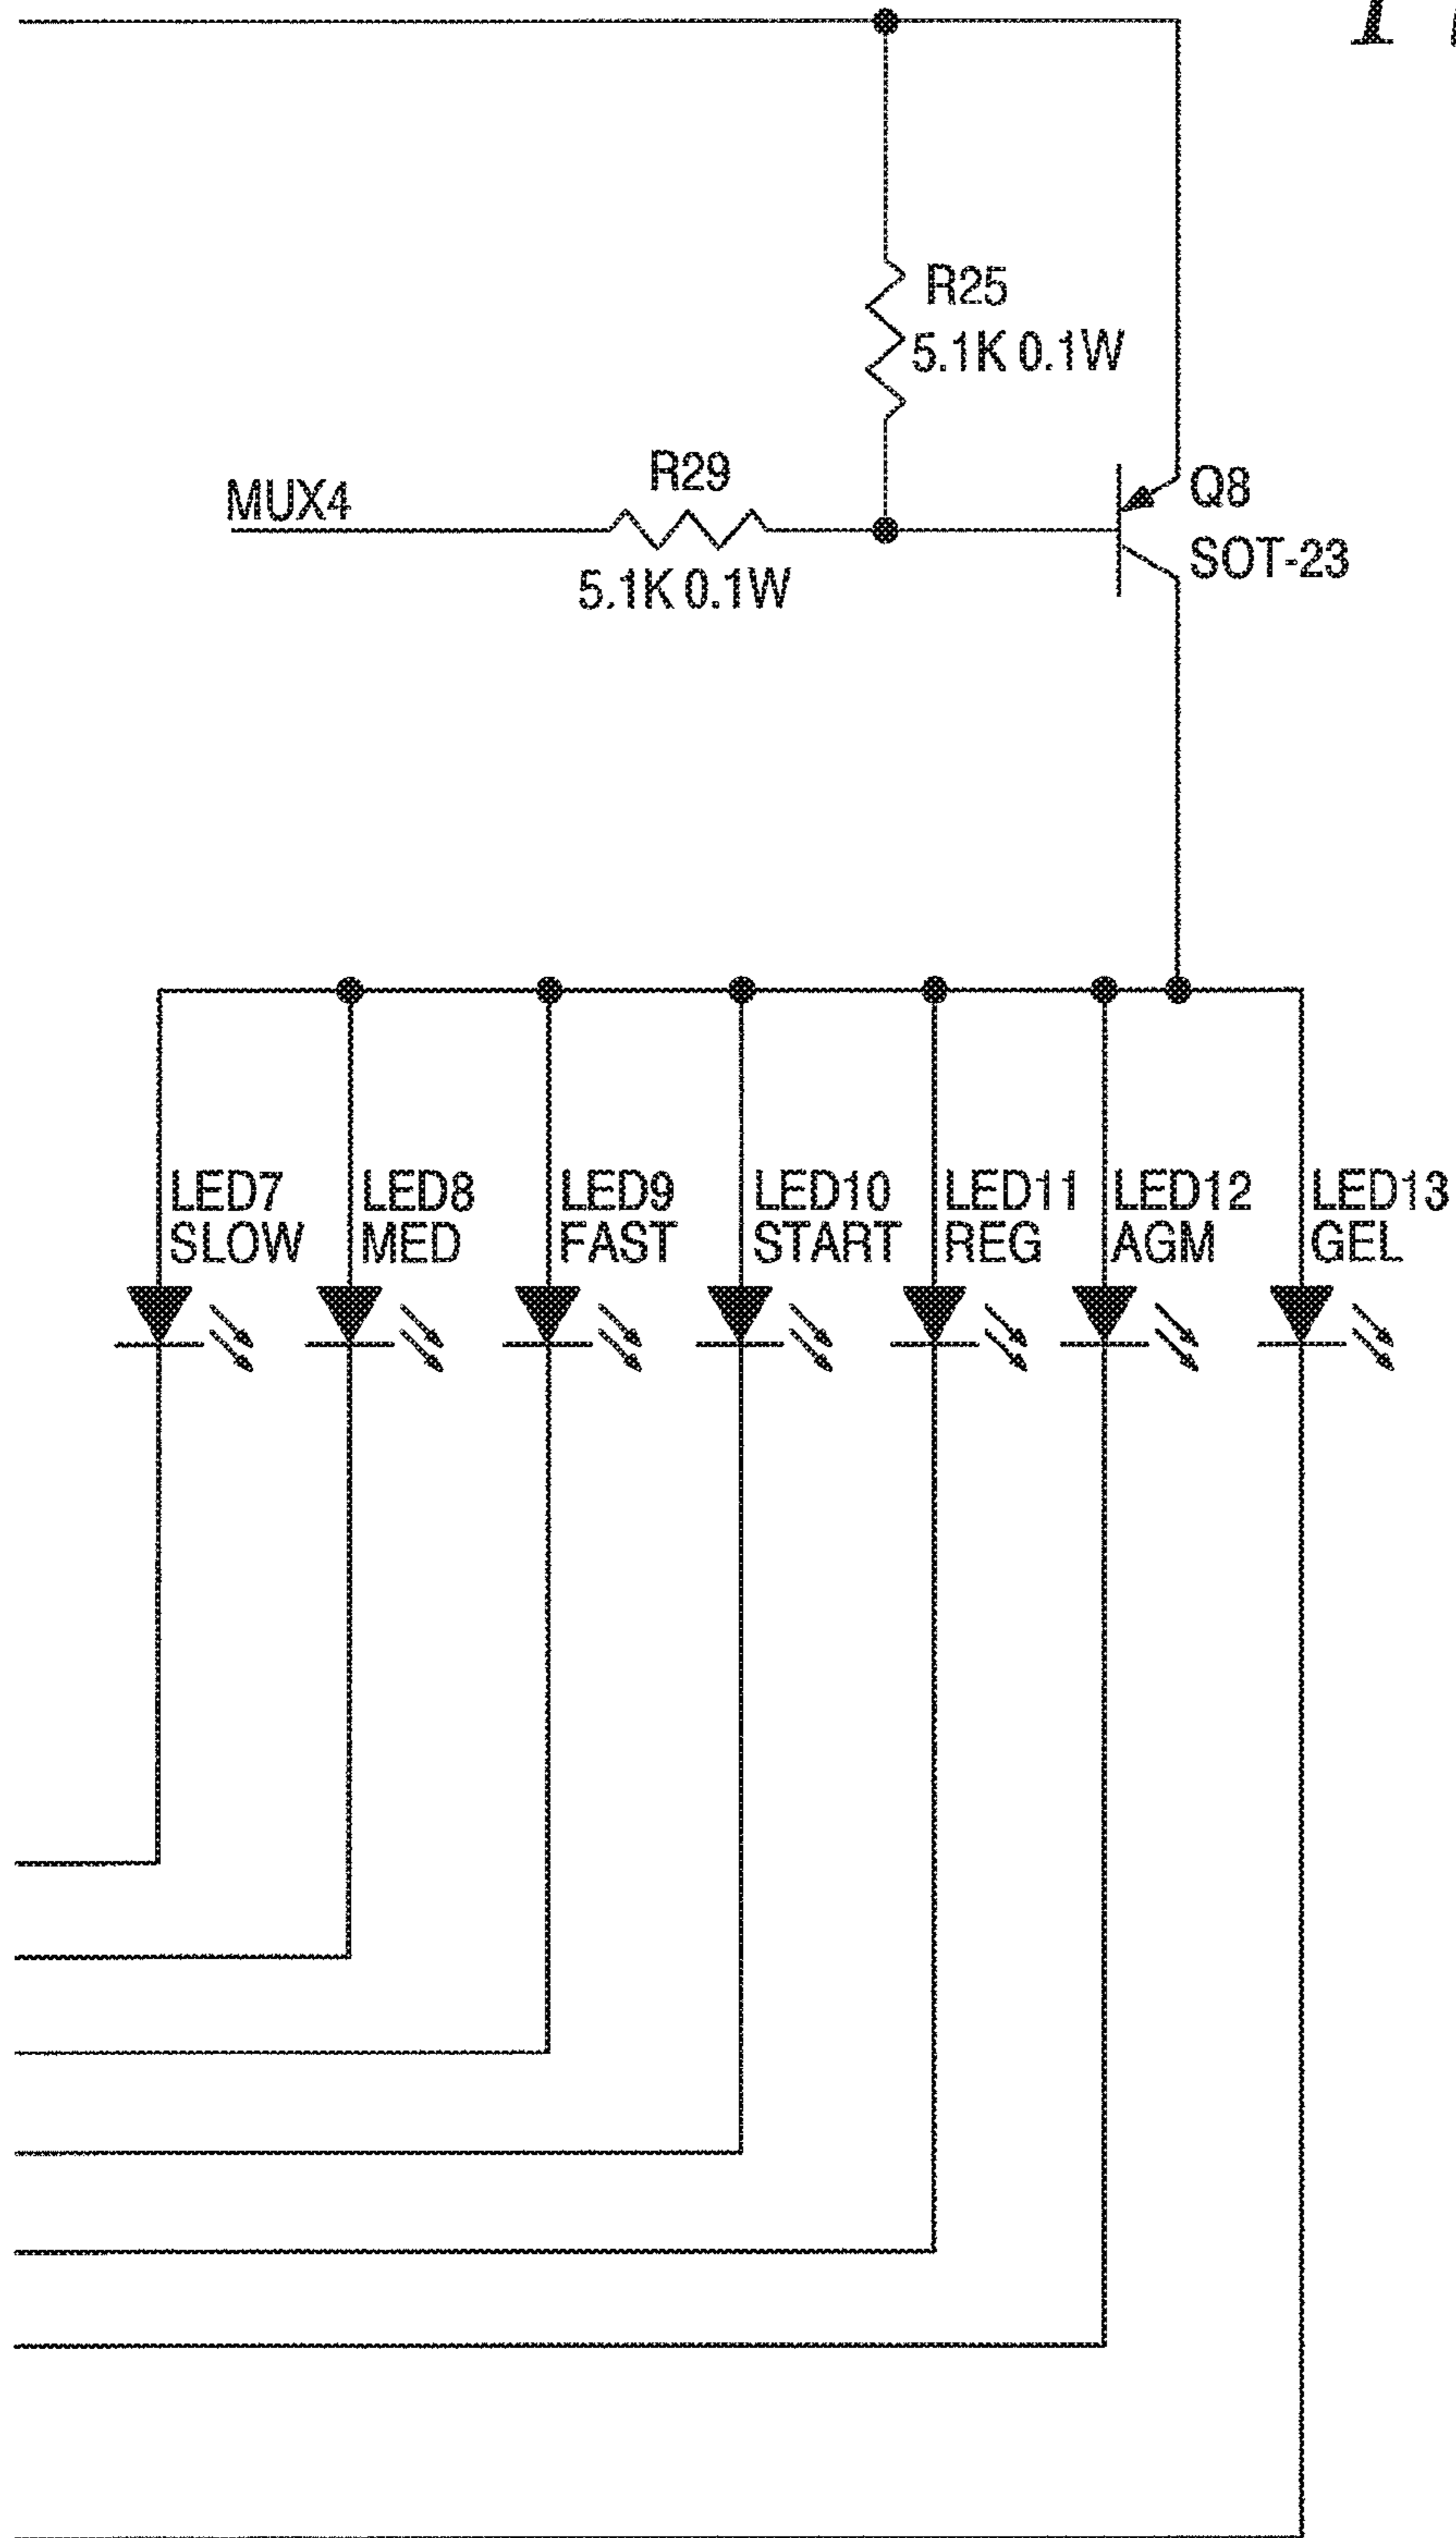 R25
5.1K 0.1W
R29
MUX4
5.1K 0.1W
Q8
SOT-23
LED7
SLOW
LED8
MED
LED9
FAST
LED10
START
LED11
REG
LED12
AGM
LED13
GEL